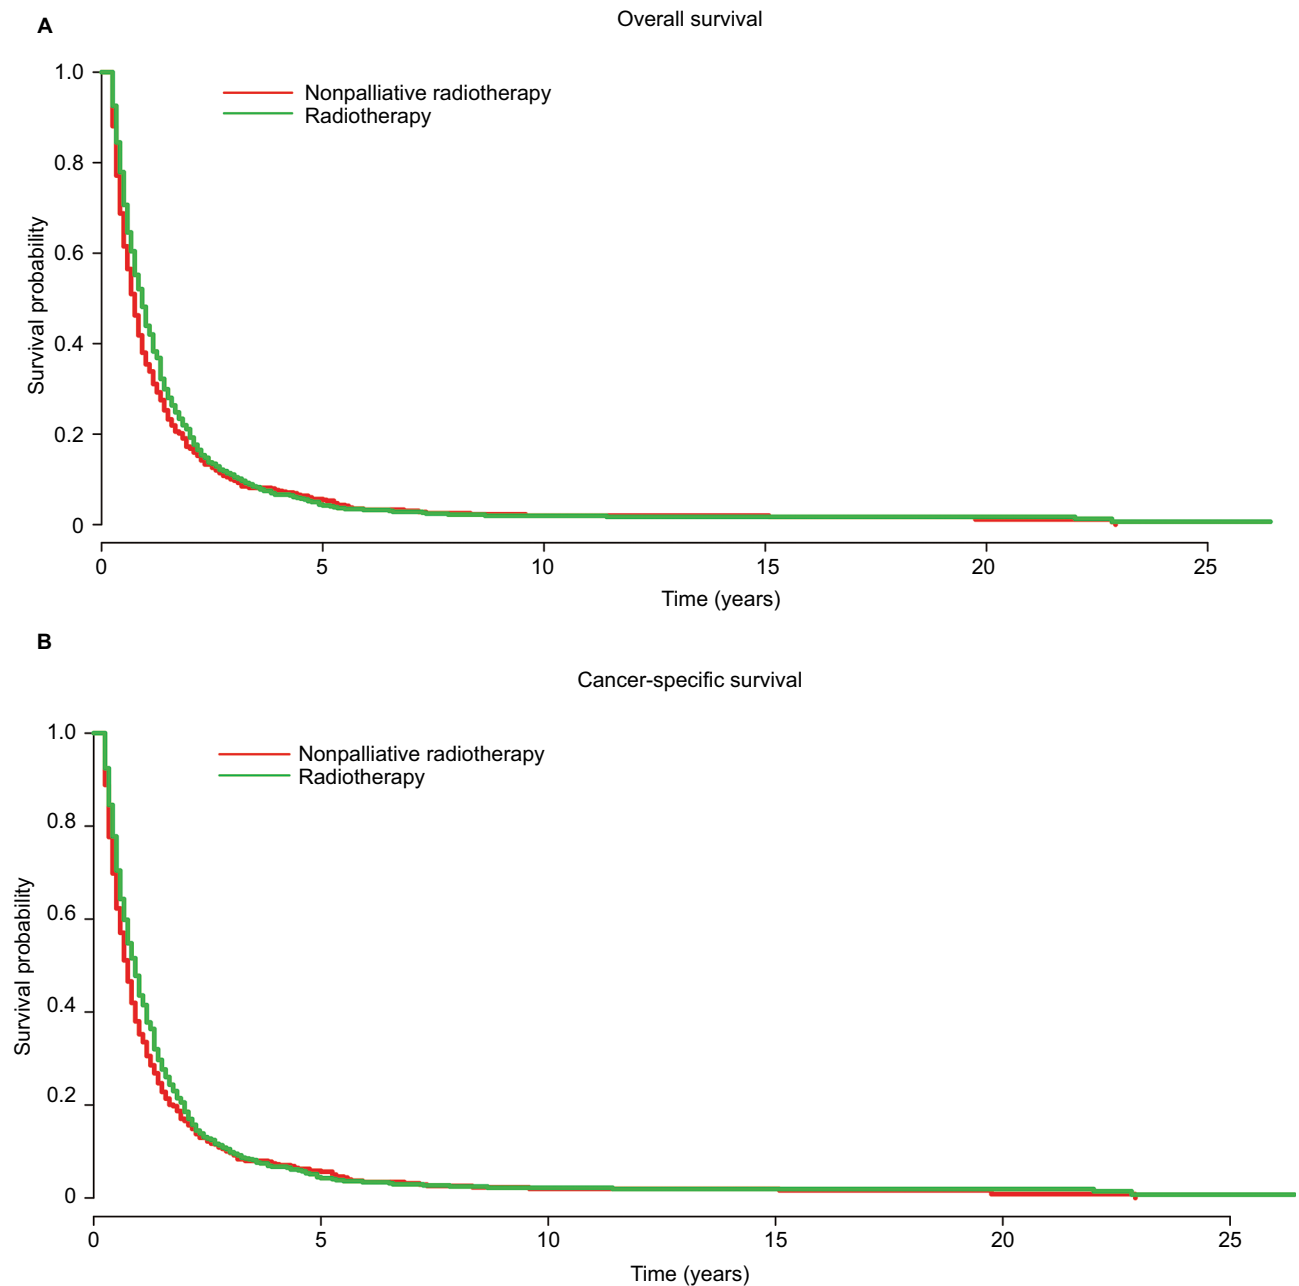 A
Overall survival
1.0
0.8
0.6
0.4
0.2
0
Survival probability
Nonpalliative radiotherapy
Radiotherapy
0 5 10 15 20 25
Time (years)
B
Cancer-specific survival
1.0
0.8
0.6
0.4
0.2
0
Survival probability
Nonpalliative radiotherapy
Radiotherapy
0 5 10 15 20 25
Time (years)